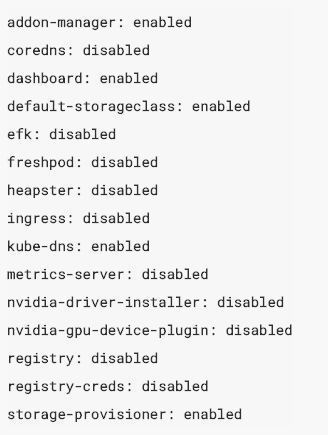 addon-manager: enabled
coredns: disabled
dashboard: enabled
default-storageclass: enabled
efk: disabled
freshpod: disabled
heapster: disabled
ingress: disabled
kube-dns: enabled
metrics-server: disabled
nvidia-driver-installer: disabled
nvidia-gpu-device-plugin: disabled
registry: disabled
registry-creds: disabled
storage-provisioner: enabled